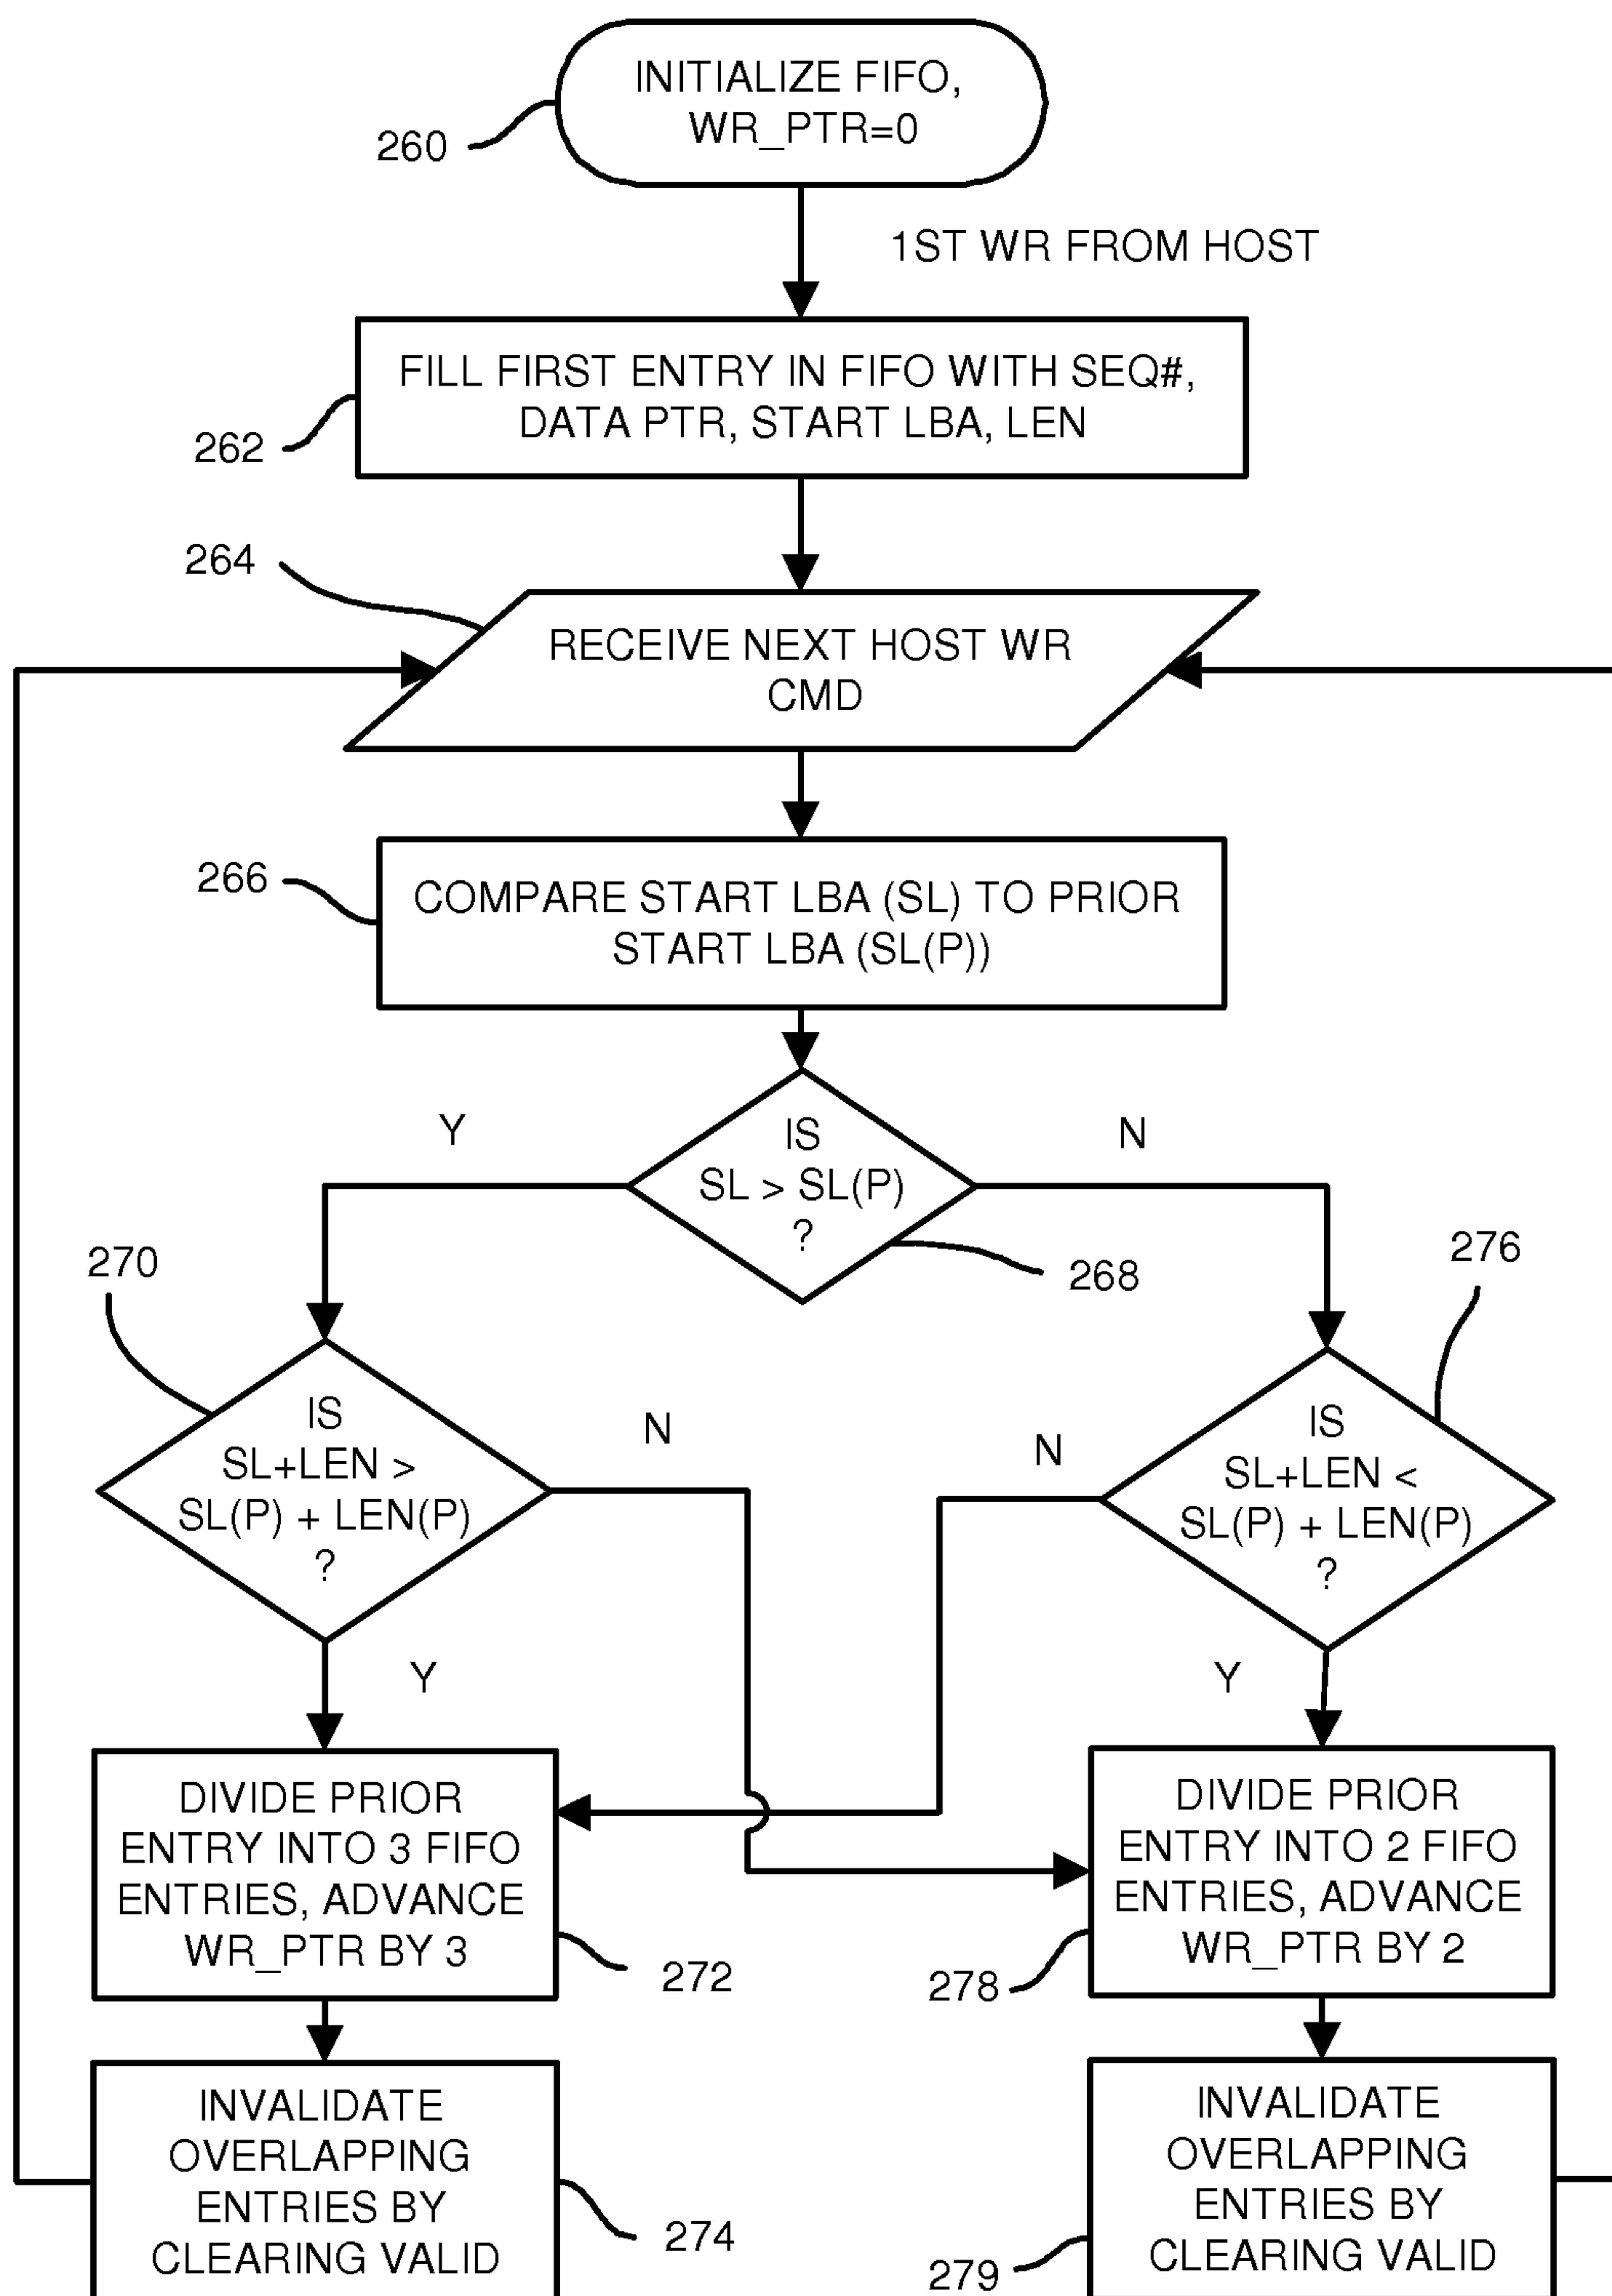 INITIALIZE FIFO,
WR_PTR=0
260
1ST WR FROM HOST
FILL FIRST ENTRY IN FIFO WITH SEQ#,
DATA PTR, START LBA, LEN
262
264
RECEIVE NEXT HOST WR
CMD
266
COMPARE START LBA (SL) TO PRIOR
START LBA (SL(P))
Y
IS
SL > SL(P)
?
N
268
270
276
IS
SL+LEN >
SL(P) + LEN(P)
?
N
N
IS
SL+LEN <
SL(P) + LEN(P)
?
Y
Y
DIVIDE PRIOR
ENTRY INTO 3 FIFO
ENTRIES, ADVANCE
WR_PTR BY 3
272
DIVIDE PRIOR
ENTRY INTO 2 FIFO
ENTRIES, ADVANCE
WR_PTR BY 2
278
INVALIDATE
OVERLAPPING
ENTRIES BY
CLEARING VALID
274
INVALIDATE
OVERLAPPING
ENTRIES BY
CLEARING VALID
279